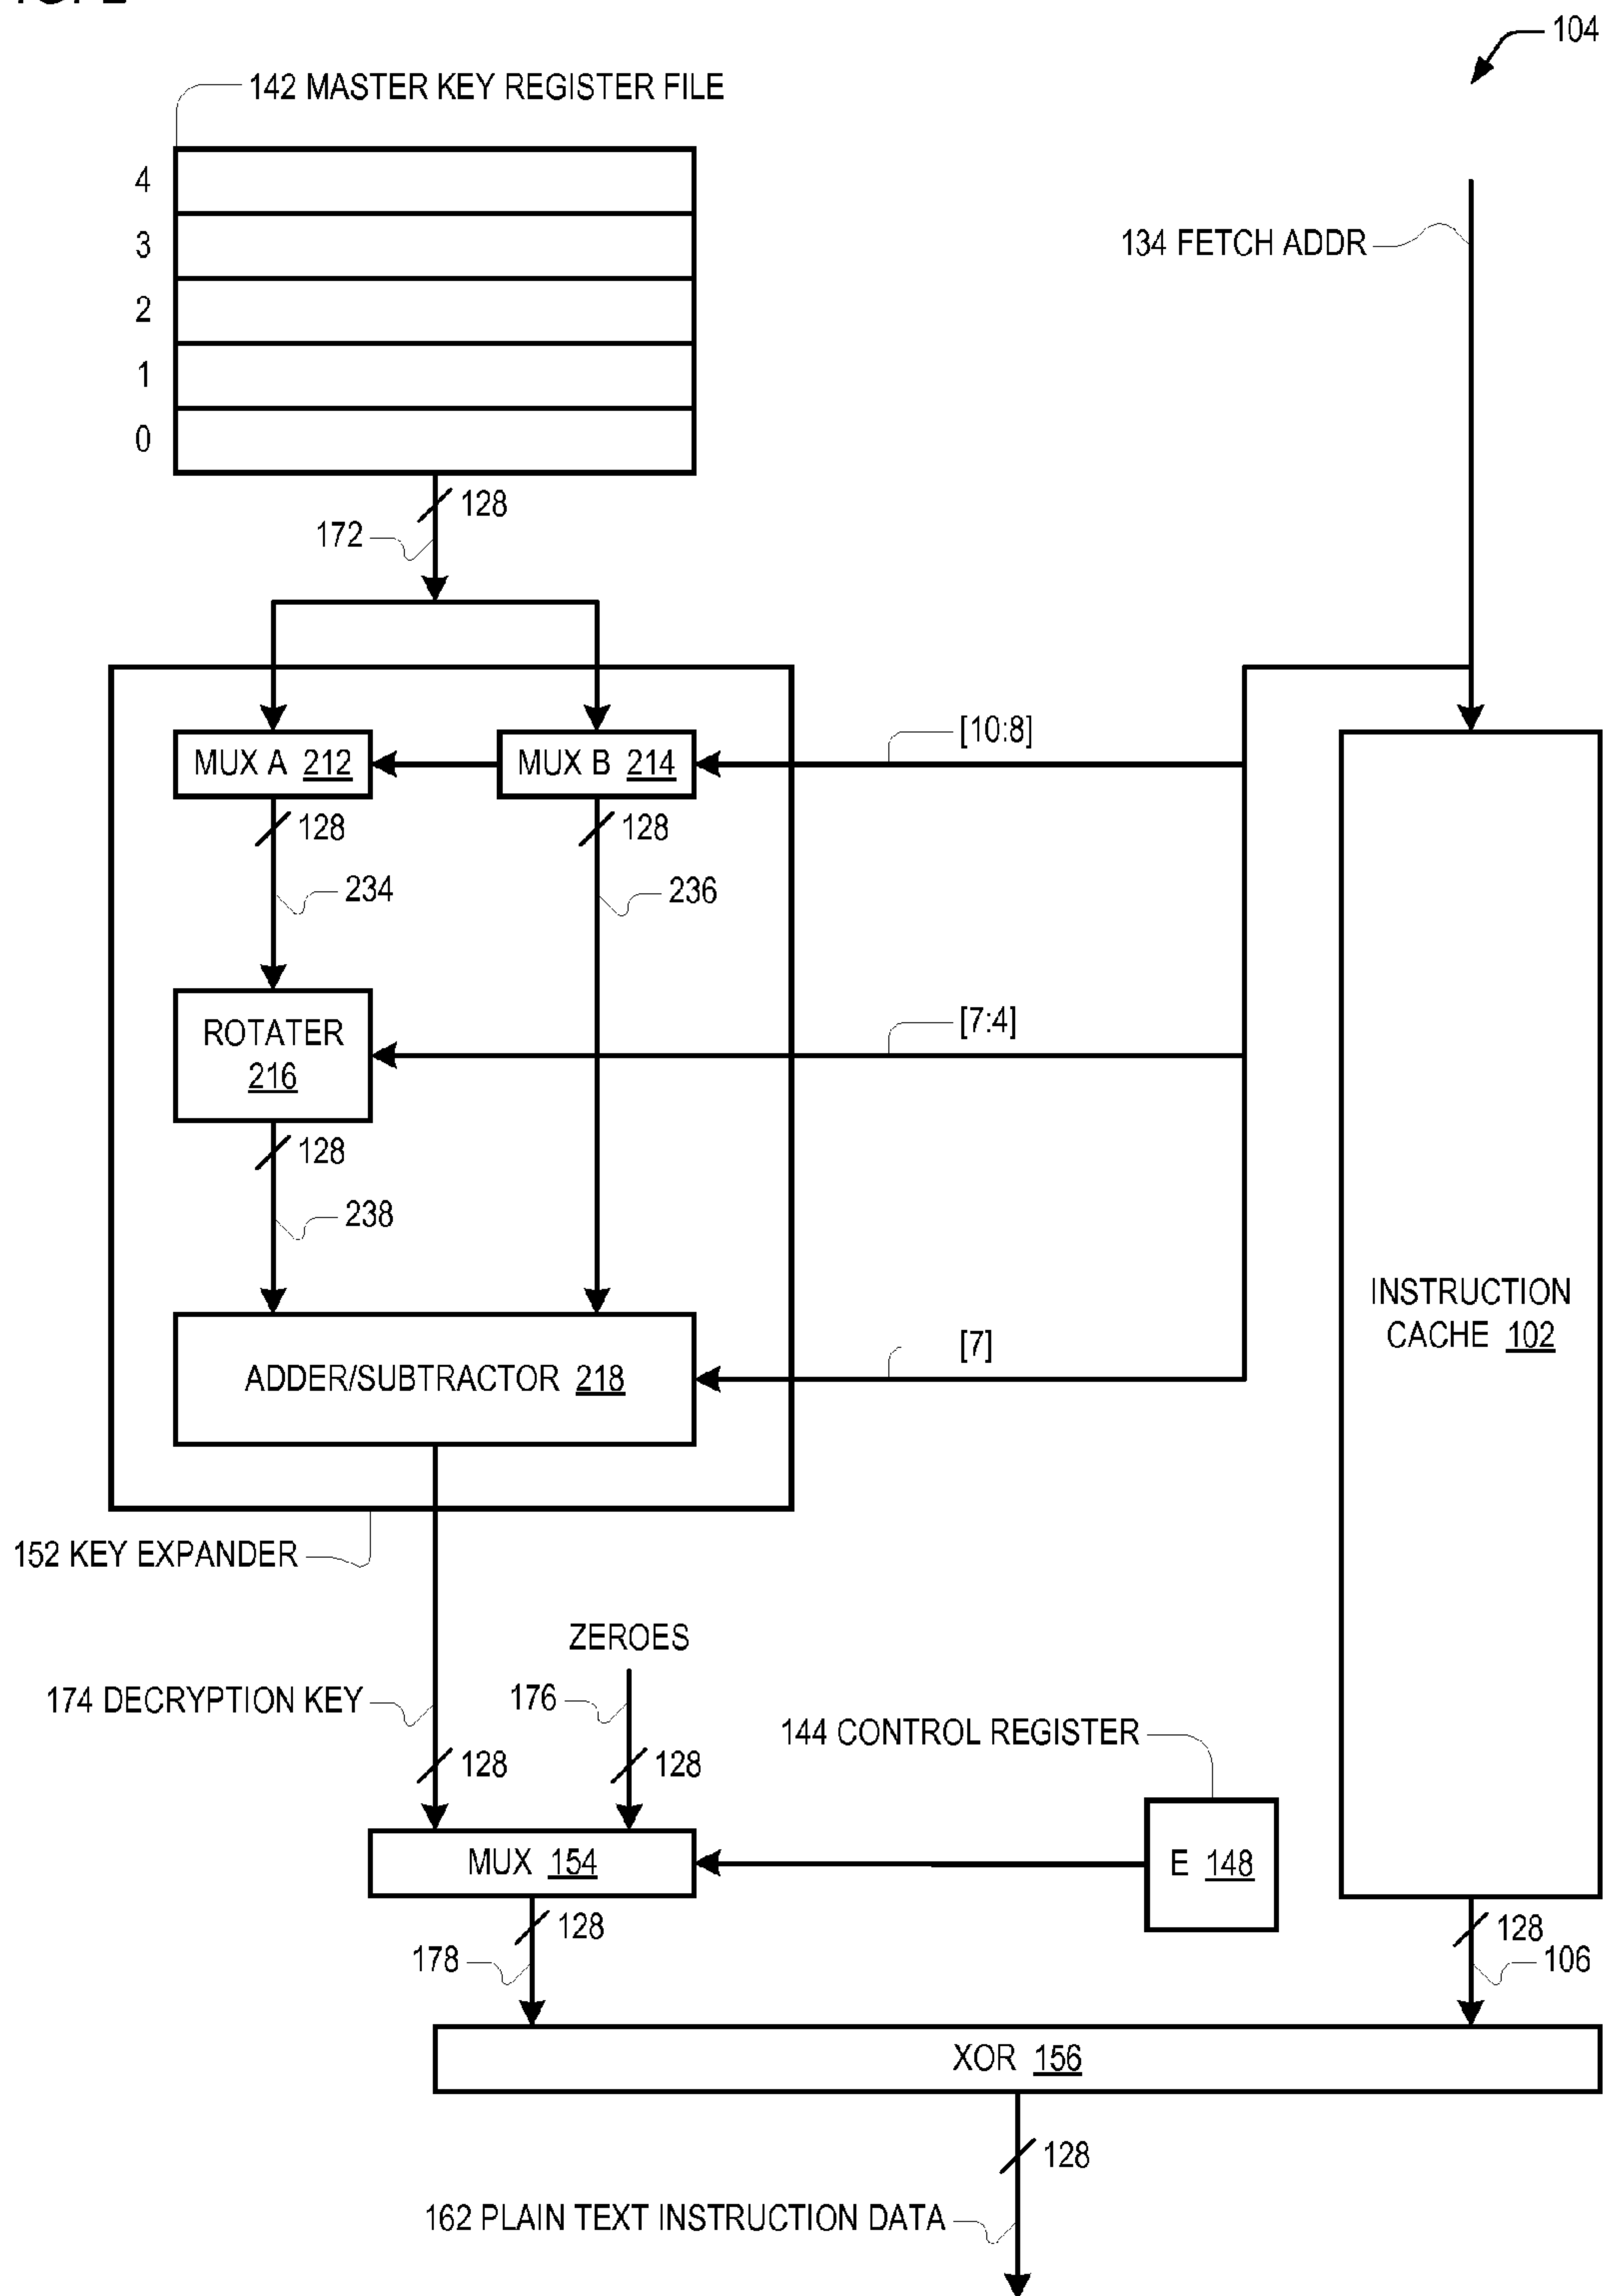 104
142 MASTER KEY REGISTER FILE
4
3
134 FETCH ADDR
2
1
0
128
172
[10:8]
MUX A 212
MUX B 214
128
128
234
236
[7:4]
ROTATER
216
128
238
INSTRUCTION
CACHE 102
[7]
ADDER/SUBTRACTOR 218
152 KEY EXPANDER
ZEROES
174 DECRYPTION KEY
176
144 CONTROL REGISTER
128
128
MUX 154
E 148
128
128
178
106
XOR 156
128
162 PLAIN TEXT INSTRUCTION DATA